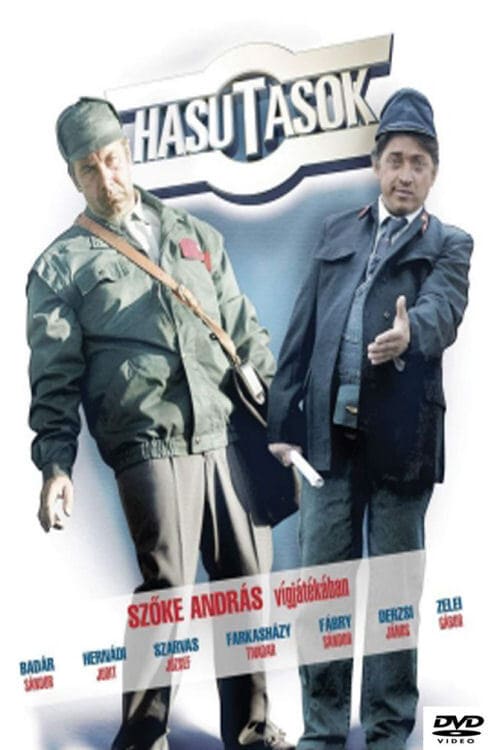 HASUTASOK
SZŐKE ANDRÁS vígjátékában
BADÁR SÁNDOR
HERNÁDI JUDIT
SZARVAS JÓZSEF
FARKASHÁZY TIVADAR
FÁBRY SÁNDOR
DERZSI JÁNOS
ZELEI GÁBOR
DVD
VIDEO